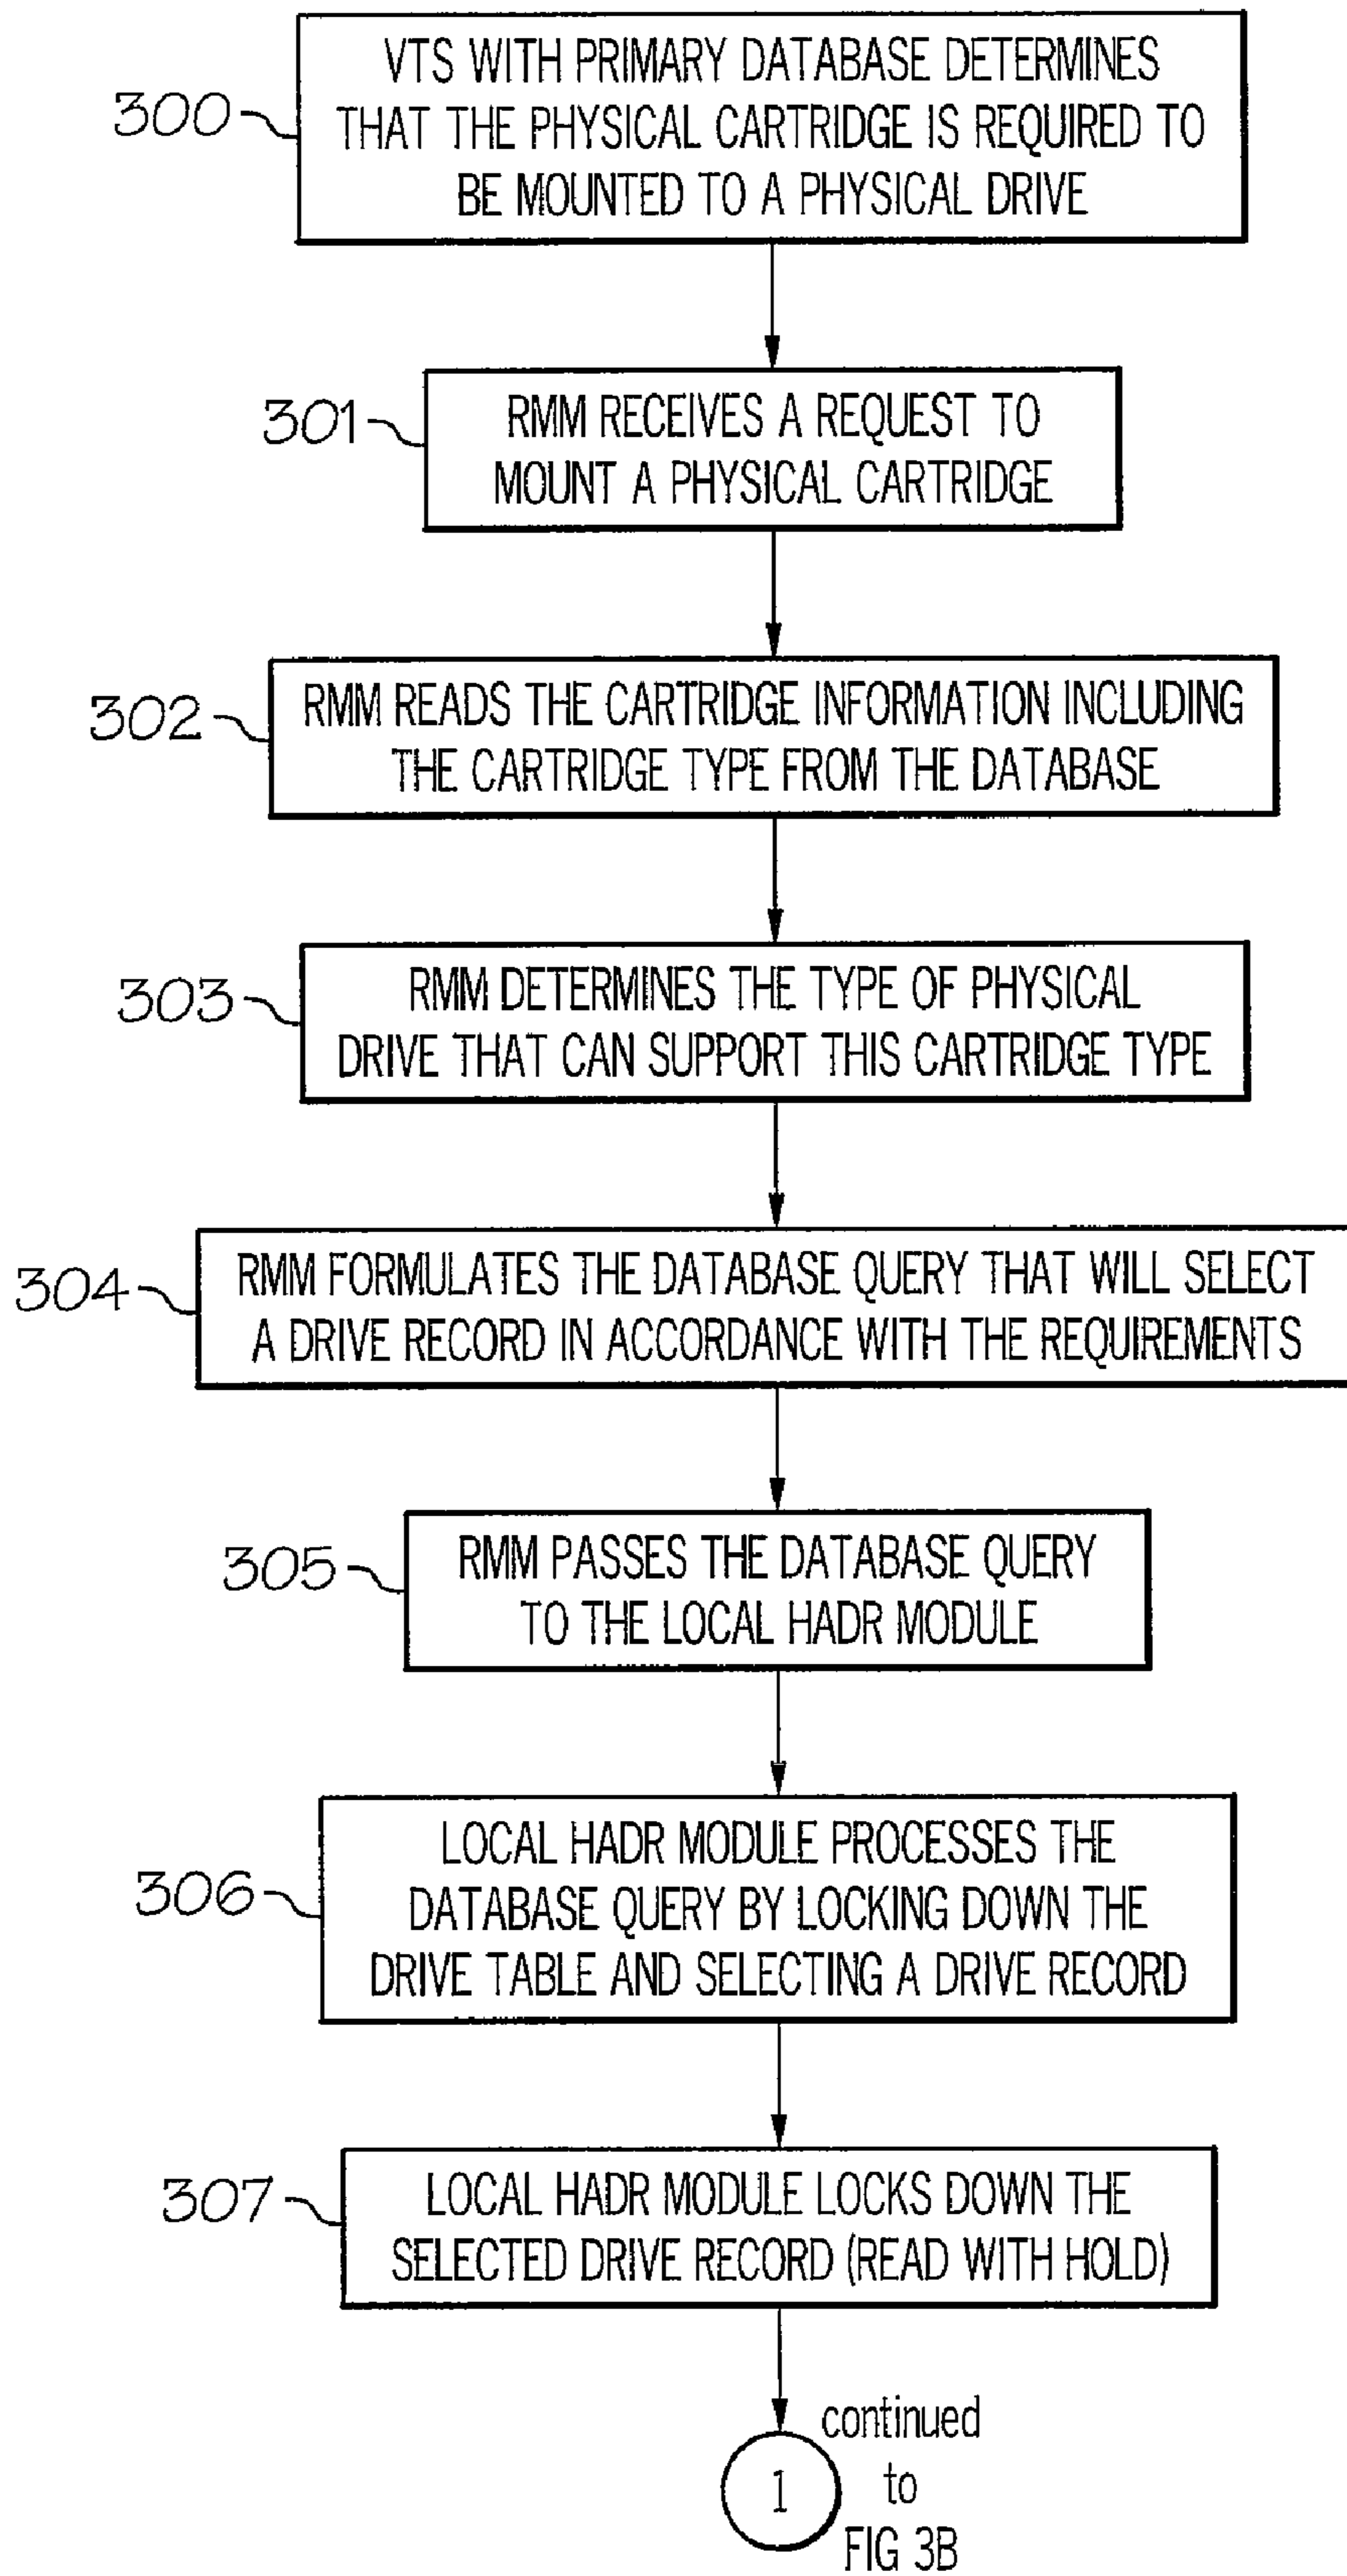 VTS WITH PRIMARY DATABASE DETERMINES
THAT THE PHYSICAL CARTRIDGE IS REQUIRED TO
BE MOUNTED TO A PHYSICAL DRIVE
300
RMM RECEIVES A REQUEST TO
MOUNT A PHYSICAL CARTRIDGE
301
RMM READS THE CARTRIDGE INFORMATION INCLUDING
THE CARTRIDGE TYPE FROM THE DATABASE
302
RMM DETERMINES THE TYPE OF PHYSICAL
DRIVE THAT CAN SUPPORT THIS CARTRIDGE TYPE
303
RMM FORMULATES THE DATABASE QUERY THAT WILL SELECT
A DRIVE RECORD IN ACCORDANCE WITH THE REQUIREMENTS
304
RMM PASSES THE DATABASE QUERY
TO THE LOCAL HADR MODULE
305
LOCAL HADR MODULE PROCESSES THE
DATABASE QUERY BY LOCKING DOWN THE
DRIVE TABLE AND SELECTING A DRIVE RECORD
306
LOCAL HADR MODULE LOCKS DOWN THE
SELECTED DRIVE RECORD (READ WITH HOLD)
307
1
continued
to
FIG 3B